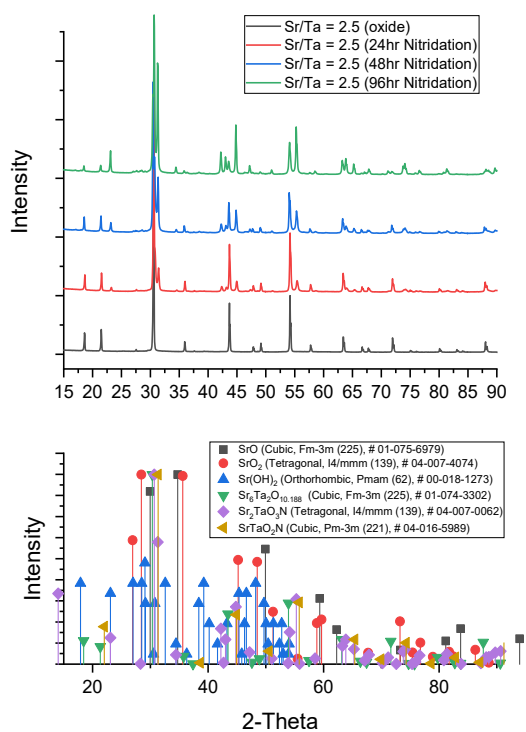 Sr/Ta = 2.5 (oxide)
Sr/Ta = 2.5 (24hr Nitridation)
Sr/Ta = 2.5 (48hr Nitridation)
Sr/Ta = 2.5 (96hr Nitridation)
Intensity
15 20 25 30 35 40 45 50 55 60 65 70 75 80 85 90
SrO (Cubic, Fm-3m (225), # 01-075-6979)
SrO₂ (Tetragonal, I4/mmm (139), # 04-007-4074)
Sr(OH)₂ (Orthorhombic, Pmam (62), # 00-018-1273)
Sr₆Ta₂O₁₀.₁₈₈ (Cubic, Fm-3m (225), # 01-074-3302)
Sr₂TaO₃N (Tetragonal, I4/mmm (139), # 04-007-0062)
SrTaO₂N (Cubic, Pm-3m (221), # 04-016-5989)
Intensity
20 40 60 80
2-Theta